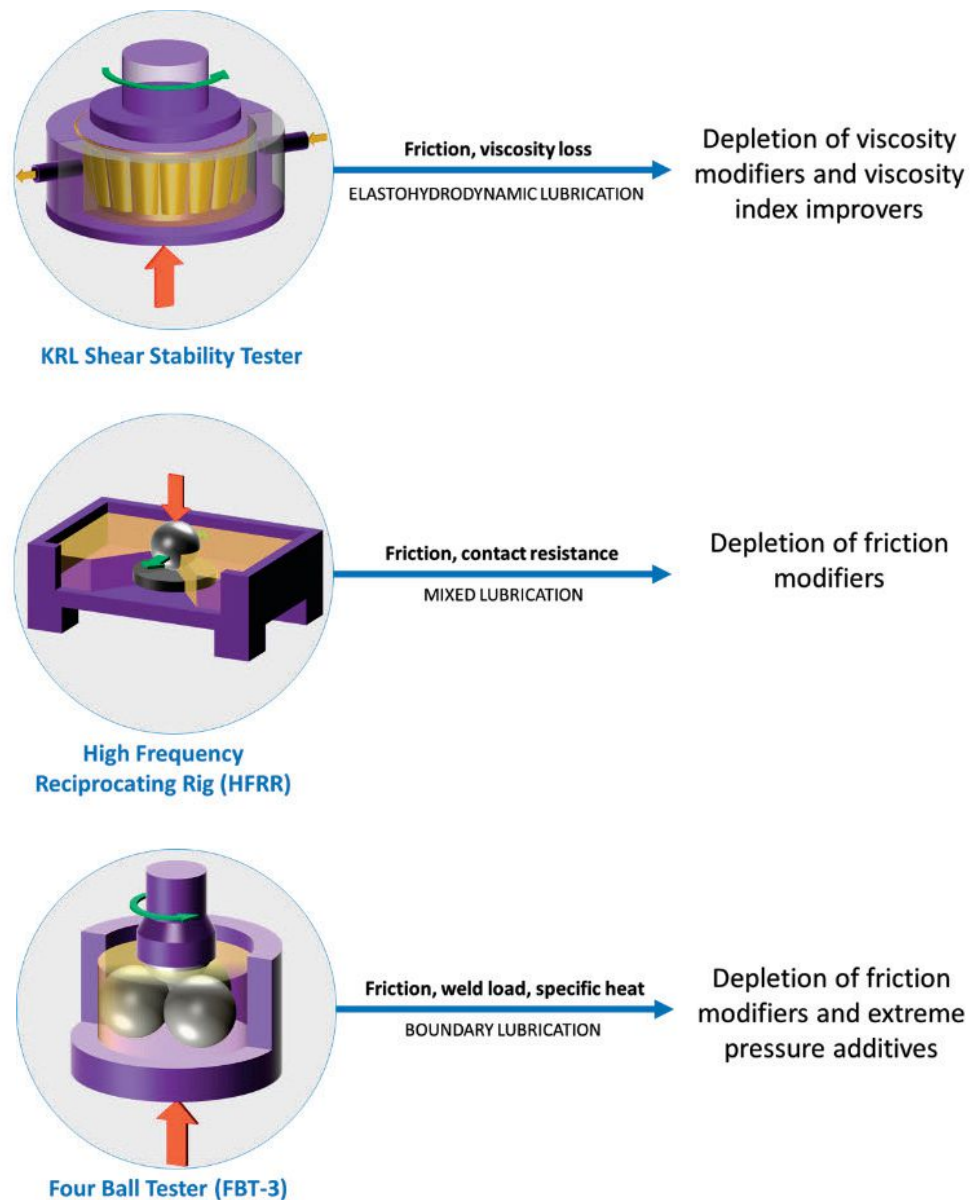 Friction, viscosity loss
ELASTOHYDRODYNAMIC LUBRICATION
Depletion of viscosity
modifiers and viscosity
index improvers
KRL Shear Stability Tester
Friction, contact resistance
MIXED LUBRICATION
Depletion of friction
modifiers
High Frequency
Reciprocating Rig (HFRR)
Friction, weld load, specific heat
BOUNDARY LUBRICATION
Depletion of friction
modifiers and extreme
pressure additives
Four Ball Tester (FBT-3)